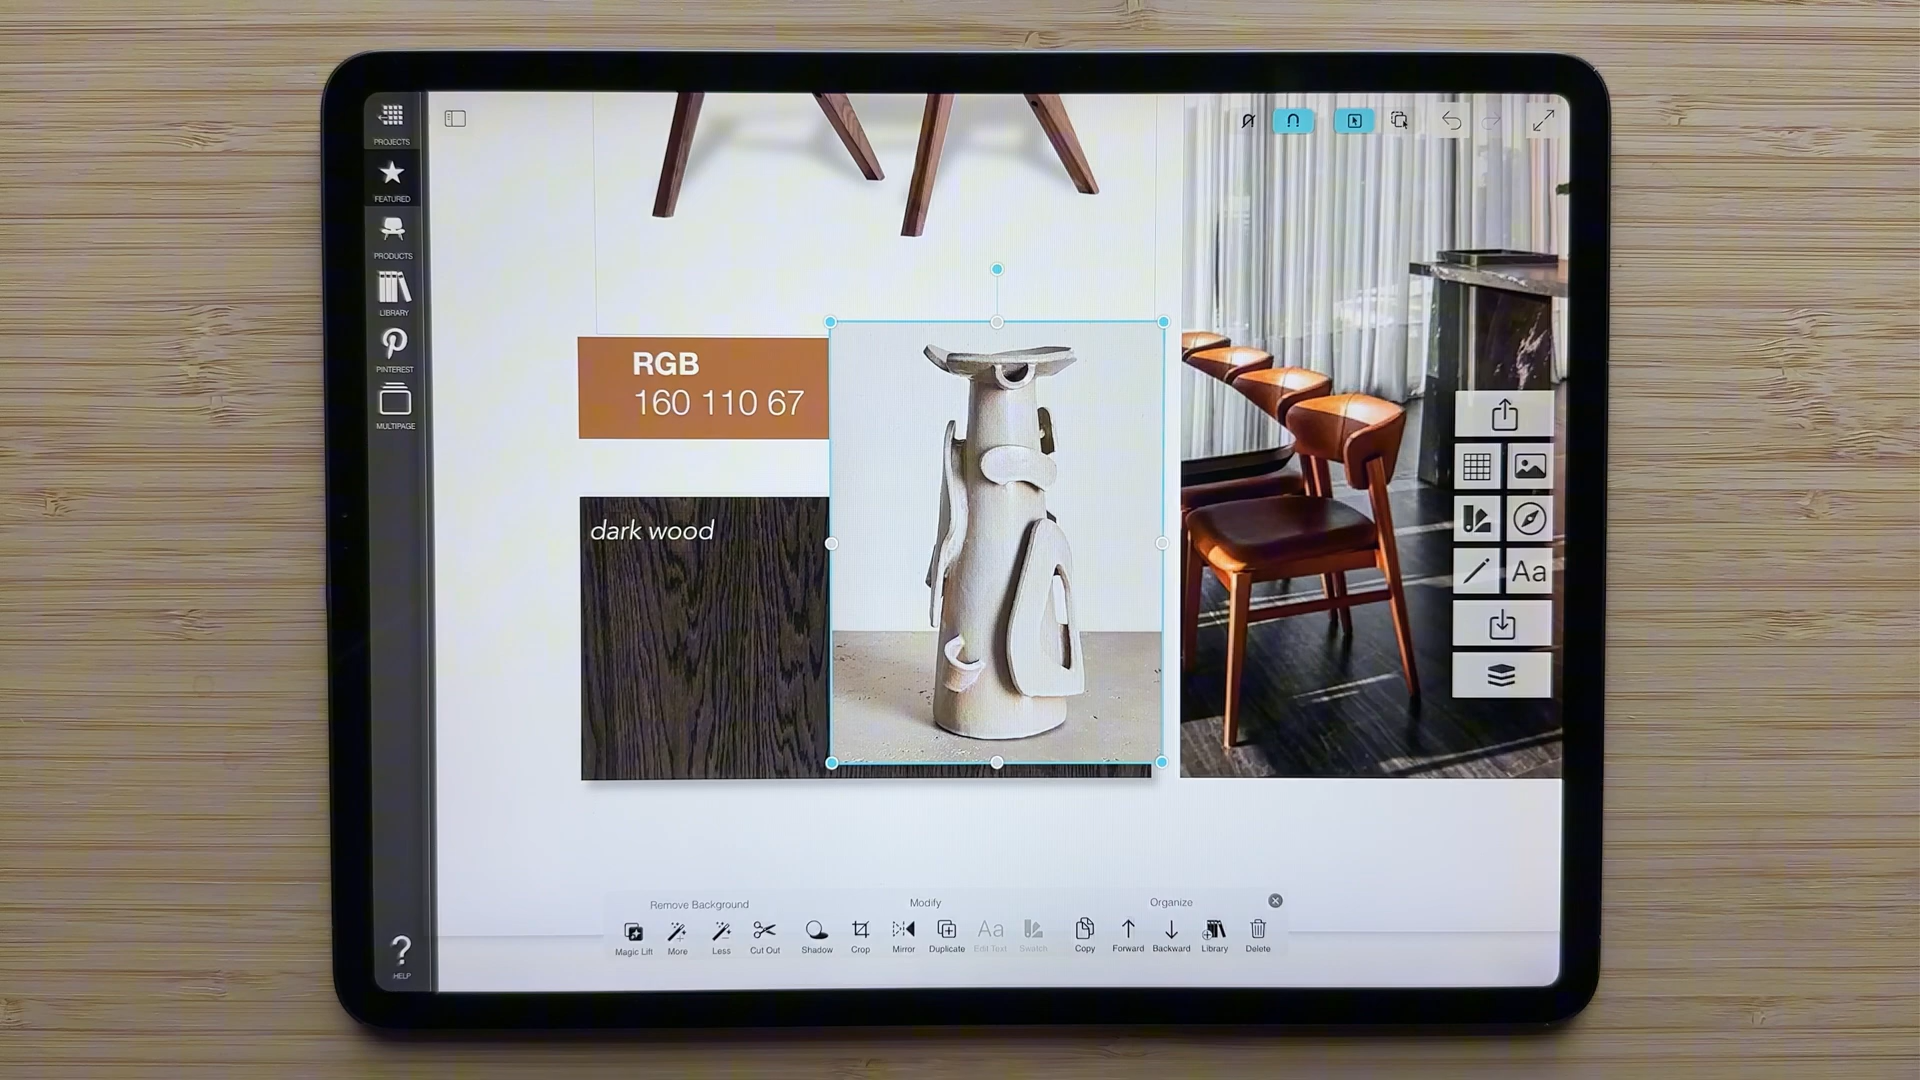 PROJECTS
FEATURED
PRODUCTS
LIBRARY
PINTEREST
MULTIPAGE
HELP
RGB
160 110 67
dark wood
Aa
Remove Background
Modify
Organize
Magic Lift
More
Less
Cut Out
Shadow
Crop
Mirror
Duplicate
Aa
Edit Text
Swatch
Copy
Forward
Backward
Library
Delete